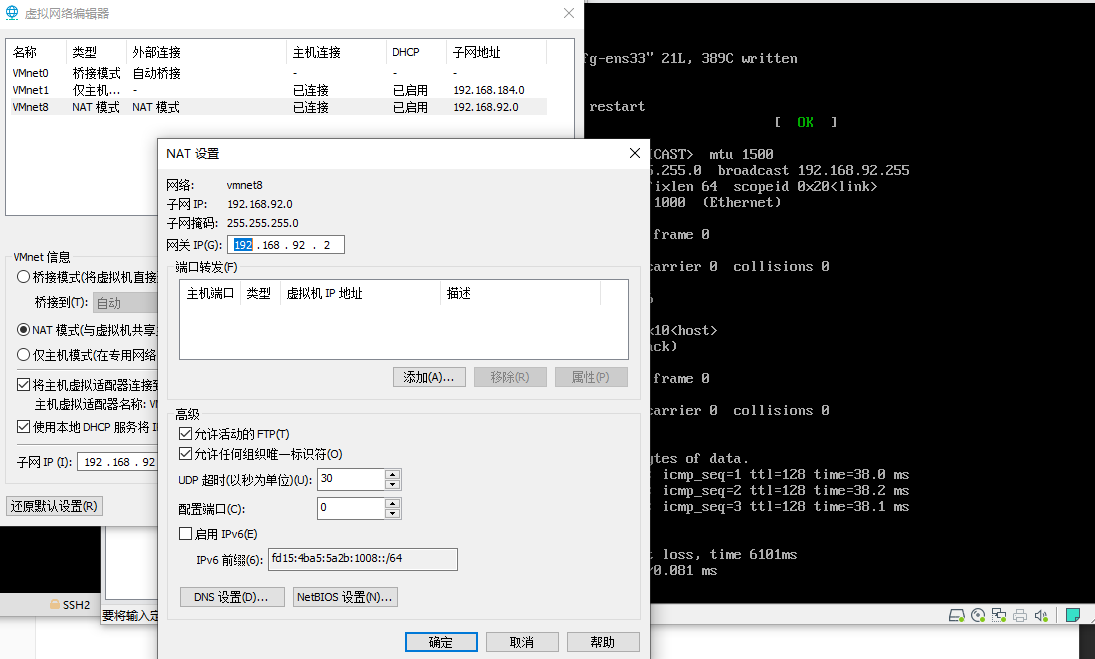 虚拟网络编辑器
名称 类型 外部连接 主机连接 DHCP 子网地址
VMnet0 桥接模式 自动桥接 - - -
VMnet1 仅主机... - 已连接 已启用 192.168.184.0
VMnet8 NAT 模式 NAT 模式 已连接 已启用 192.168.92.0
VMnet 信息
桥接模式(将虚拟机直接
桥接到(T): 自动
NAT 模式(与虚拟机共享
仅主机模式(在专用网络
将主机虚拟适配器连接到
主机虚拟适配器名称: VM
使用本地 DHCP 服务将 I
子网 IP (I): 192 . 168 . 92
还原默认设置(R)
SSH2
要将输入定
NAT 设置
网络: vmnet8
子网 IP: 192.168.92.0
子网掩码: 255.255.255.0
网关 IP(G): 192 . 168 . 92 . 2
端口转发(F)
主机端口 类型 虚拟机 IP 地址 描述
添加(A)... 移除(R) 属性(P)
高级
允许活动的 FTP(T)
允许任何组织唯一标识符(O)
UDP 超时(以秒为单位)(U): 30
配置端口(C): 0
启用 IPv6(E)
IPv6 前缀(6): fd15:4ba5:5a2b:1008::/64
DNS 设置(D)... NetBIOS 设置(N)...
确定 取消 帮助
fg-ens33" 21L, 389C written
restart
[ OK ]
ICAST> mtu 1500
5.255.0 broadcast 192.168.92.255
fixlen 64 scopeid 0x20<link>
1000 (Ethernet)
frame 0
carrier 0 collisions 0
x10<host>
ack)
frame 0
carrier 0 collisions 0
ytes of data.
: icmp_seq=1 ttl=128 time=38.0 ms
: icmp_seq=2 ttl=128 time=38.2 ms
: icmp_seq=3 ttl=128 time=38.1 ms
t loss, time 6101ms
/0.081 ms